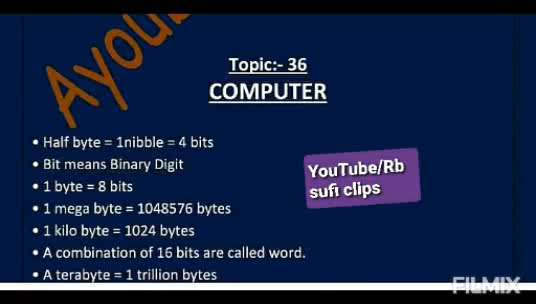 Ayoub
Topic:- 36
COMPUTER
• Half byte = 1nibble = 4 bits
• Bit means Binary Digit
• 1 byte = 8 bits
• 1 mega byte = 1048576 bytes
• 1 kilo byte = 1024 bytes
• A combination of 16 bits are called word.
• A terabyte = 1 trillion bytes
YouTube/Rb
sufi clips
FILMIX